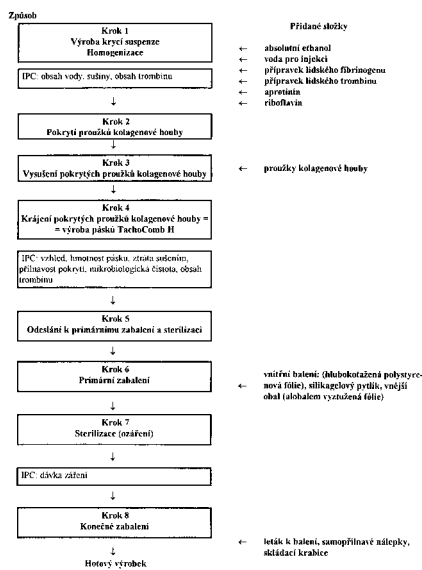 Způsob
Přidané složky
Krok 1
Výroba krycí suspenze
Homogenizace
← absolutní ethanol
← voda pro injekci
← přípravek lidského fibrinogenu
← přípravek lidského trombinu
← aprotinin
← riboflavin
IPC: obsah vody, sušiny, obsah trombinu
↓
Krok 2
Pokrytí proužků kolagenové houby
↓
Krok 3
Vysušení pokrytých proužků kolagenové houby
← proužky kolagenové houby
↓
Krok 4
Krájení pokrytých proužků kolagenové houby =
= výroba pásků TachoComb H
IPC: vzhled, hmotnost pásku, ztráta sušením,
přilnavost pokrytí, mikrobiologická čistota, obsah
trombinu
↓
Krok 5
Odeslání k primárnímu zabalení a sterilizaci
↓
Krok 6
Primární zabalení
vnitřní balení: (hlubokotažená polystyre-
← nová fólie), silikagelový pytlík, vnější
obal (alobalem vyztužená fólie)
↓
Krok 7
Sterilizace (ozáření)
↓
IPC: dávka záření
↓
Krok 8
Konečné zabalení
← leták k balení, samopřilnavé nálepky,
skládací krabice
↓
Hotový výrobek